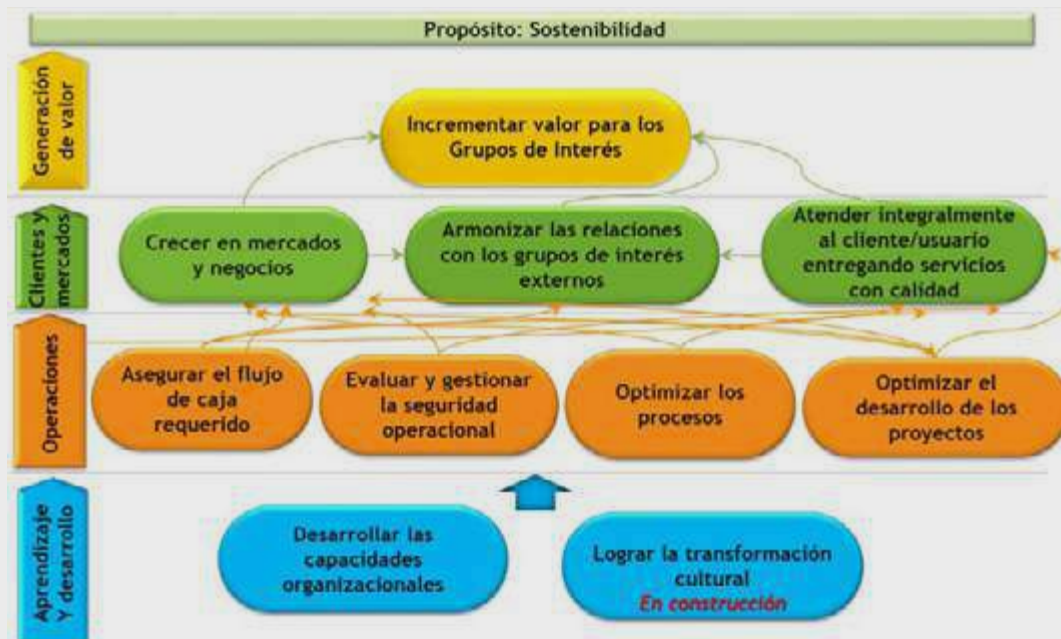 Propósito: Sostenibilidad
Generación
de valor
Incrementar valor para los
Grupos de Interés
Clientes y
mercados
Crecer en mercados
y negocios
Armonizar las relaciones
con los grupos de interés
externos
Atender integralmente
al cliente/usuario
entregando servicios
con calidad
Operaciones
Asegurar el flujo
de caja
requerido
Evaluar y gestionar
la seguridad
operacional
Optimizar los
procesos
Optimizar el
desarrollo de los
proyectos
Aprendizaje
Y desarrollo
Desarrollar las
capacidades
organizacionales
Lograr la transformación
cultural
En construcción